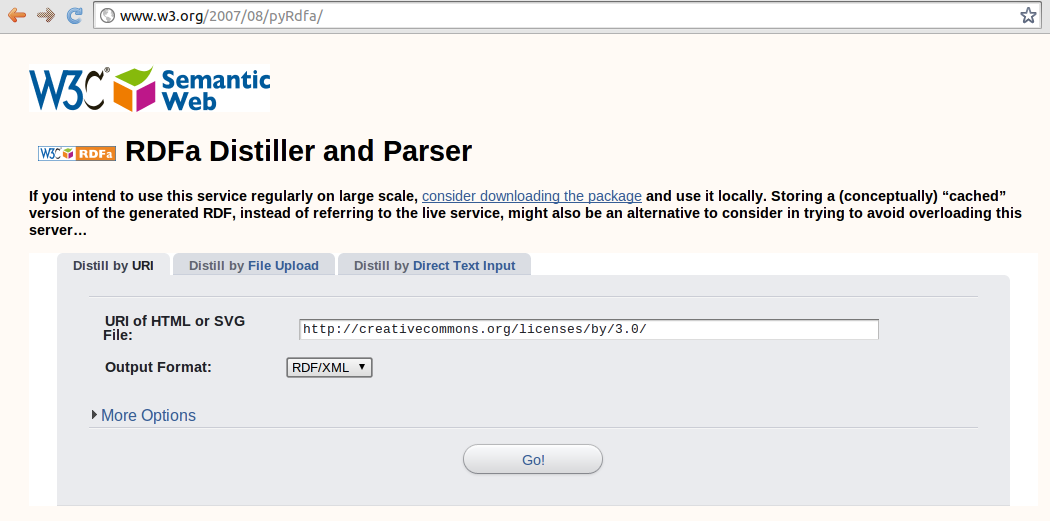 www.w3.org/2007/08/pyRdfa/
W3C® Semantic
Web
W3C RDFa RDFa Distiller and Parser
If you intend to use this service regularly on large scale, consider downloading the package and use it locally. Storing a (conceptually) “cached”
version of the generated RDF, instead of referring to the live service, might also be an alternative to consider in trying to avoid overloading this
server…
Distill by URI Distill by File Upload Distill by Direct Text Input
URI of HTML or SVG
File:
http://creativecommons.org/licenses/by/3.0/
Output Format: RDF/XML
More Options
Go!